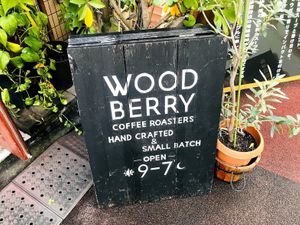 WOOD
BERRY
COFFEE ROASTERS
HAND CRAFTED
&
SMALL BATCH
OPEN
9-7